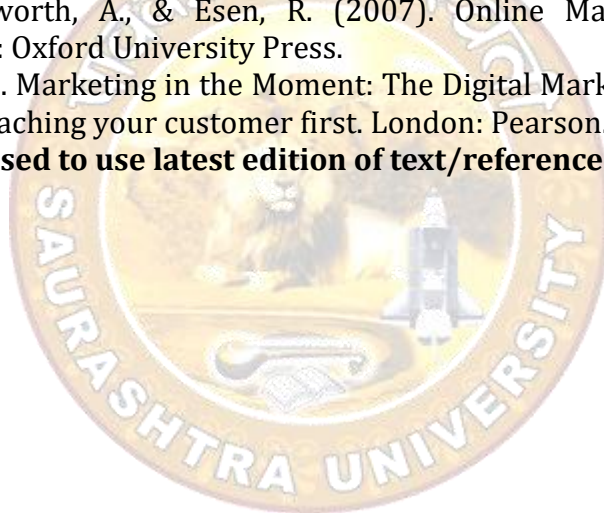 worth, A., & Esen, R. (2007). Online Ma
: Oxford University Press.
. Marketing in the Moment: The Digital Mark
aching your customer first. London: Pearson.
sed to use latest edition of text/reference
SAURASHTRA UNIVERSITY